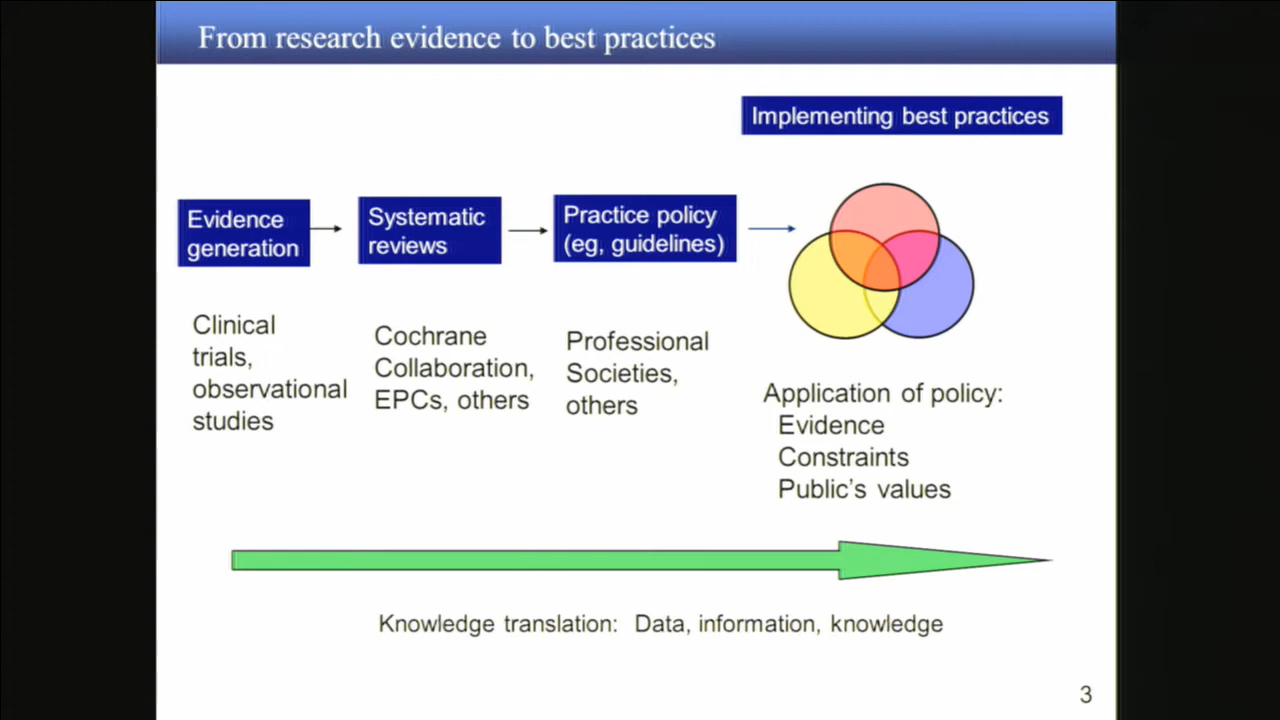 From research evidence to best practices
Implementing best practices
Evidence
generation
Systematic
reviews
Practice policy
(eg, guidelines)
Clinical
trials,
observational
studies
Cochrane
Collaboration,
EPCs, others
Professional
Societies,
others
Application of policy:
Evidence
Constraints
Public's values
Knowledge translation: Data, information, knowledge
3